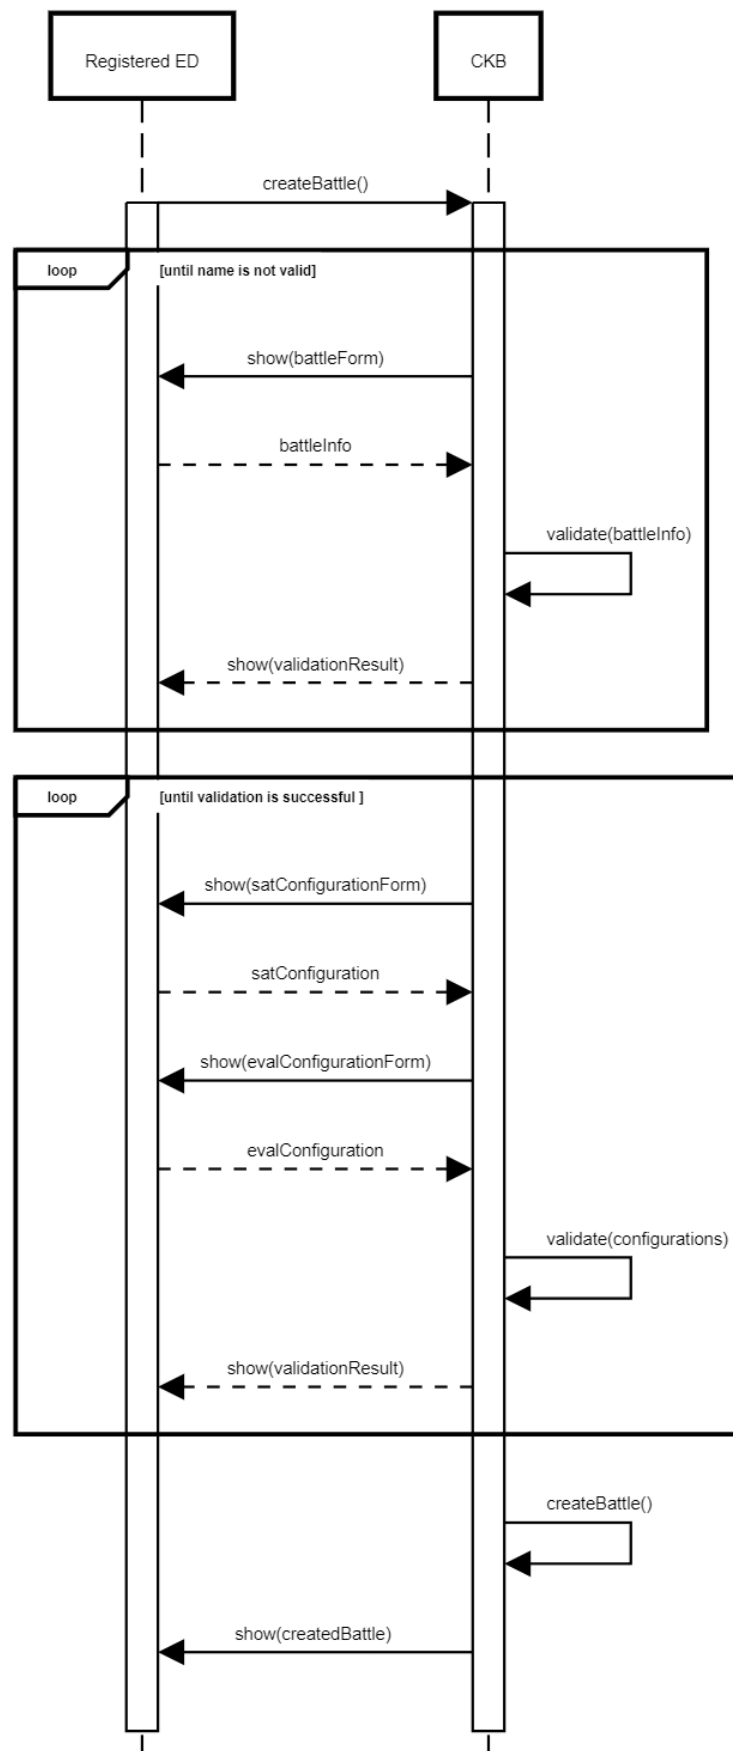 Registered ED
CKB
createBattle()
loop
[until name is not valid]
show(battleForm)
battleInfo
validate(battleInfo)
show(validationResult)
loop
[until validation is successful ]
show(satConfigurationForm)
satConfiguration
show(evalConfigurationForm)
evalConfiguration
validate(configurations)
show(validationResult)
createBattle()
show(createdBattle)